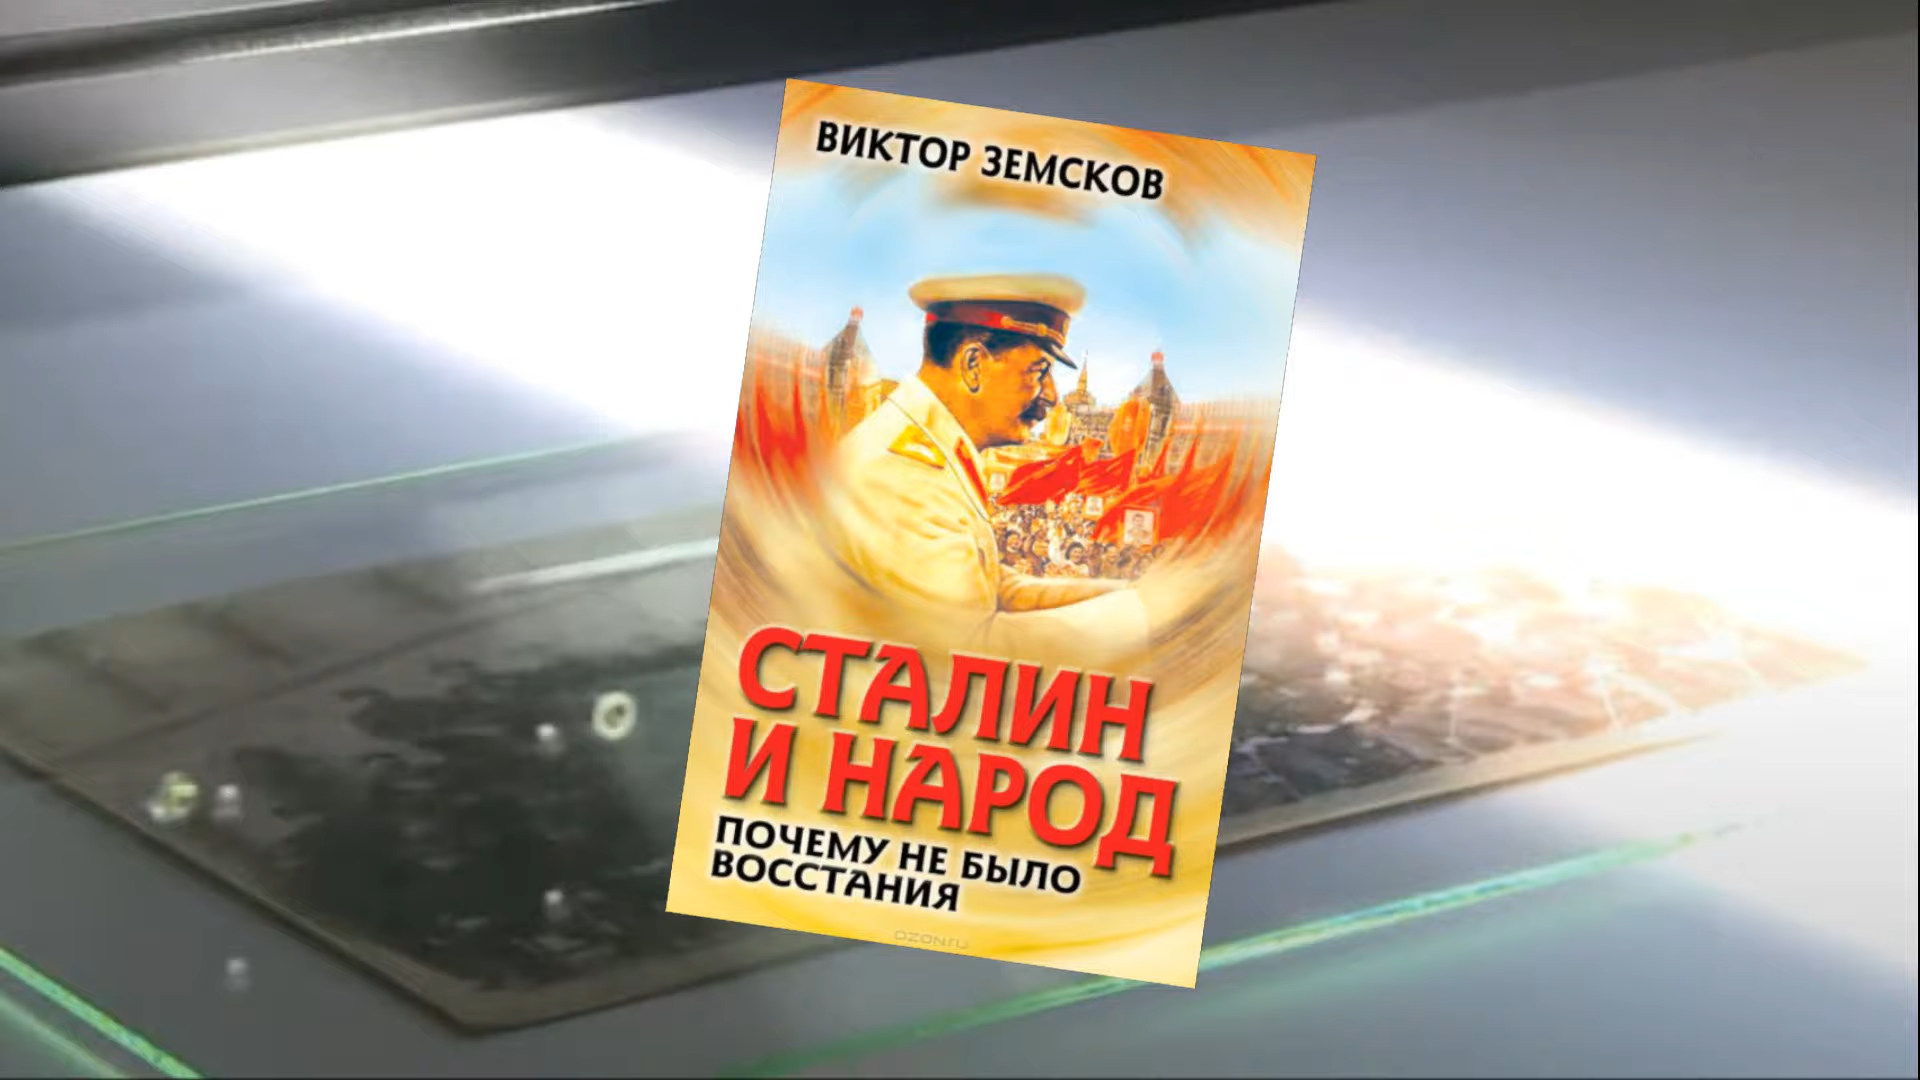 ВИКТОР ЗЕМСКОВ
СТАЛИН
И НАРОД
ПОЧЕМУ НЕ БЫЛО
ВОССТАНИЯ
OZON.ru